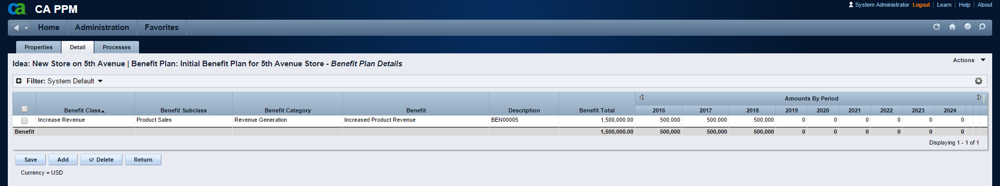 ca CA PPM
System Administrator Logout Learn Help About
Home Administration Favorites
Properties Detail Processes
Idea: New Store on 5th Avenue | Benefit Plan: Initial Benefit Plan for 5th Avenue Store - Benefit Plan Details
Actions
Filter: System Default
Amounts By Period
Benefit Class Benefit Subclass Benefit Category Benefit Description Benefit Total 2016 2017 2018 2019 2020 2021 2022 2023 2024
Increase Revenue Product Sales Revenue Generation Increased Product Revenue BEN00005 1,500,000.00 500,000 500,000 500,000 0 0 0 0 0 0
Benefit 1,500,000.00 500,000 500,000 500,000 0 0 0 0 0 0
Displaying 1 - 1 of 1
Save Add Delete Return
Currency = USD